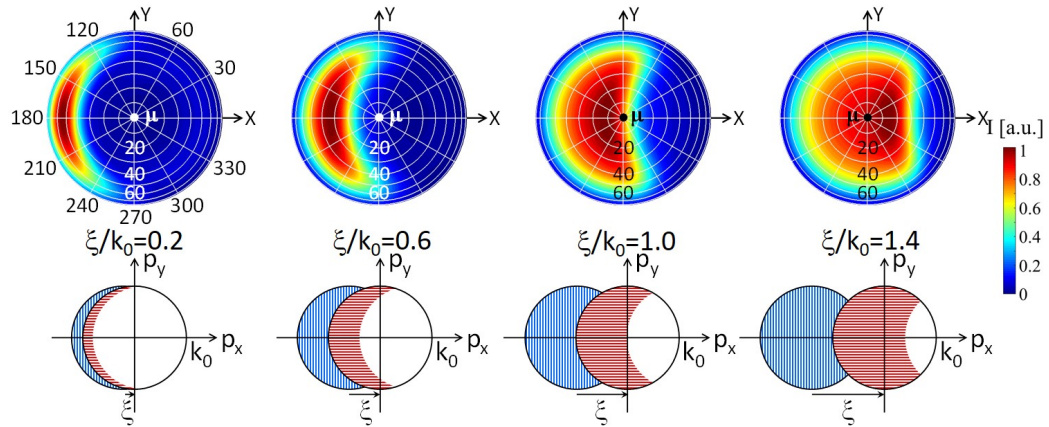 Y Y Y Y
120 60
150 30
180 μ X μ X μ X μ X
20 20 20 20
210 40 330 40 40 40
60 60 60 60
240 300
270
I [a.u.]
1
0.8
0.6
0.4
0.2
0
ξ/k0=0.2 ξ/k0=0.6 ξ/k0=1.0 ξ/k0=1.4
py py py py
k0 px k0 px k0 px k0 px
ξ ξ ξ ξ